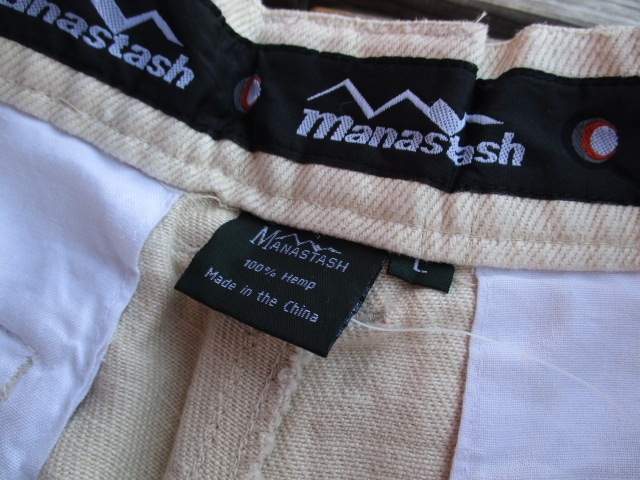 manastash
manastash
MANASTASH
100% Hemp
Made in the China
L